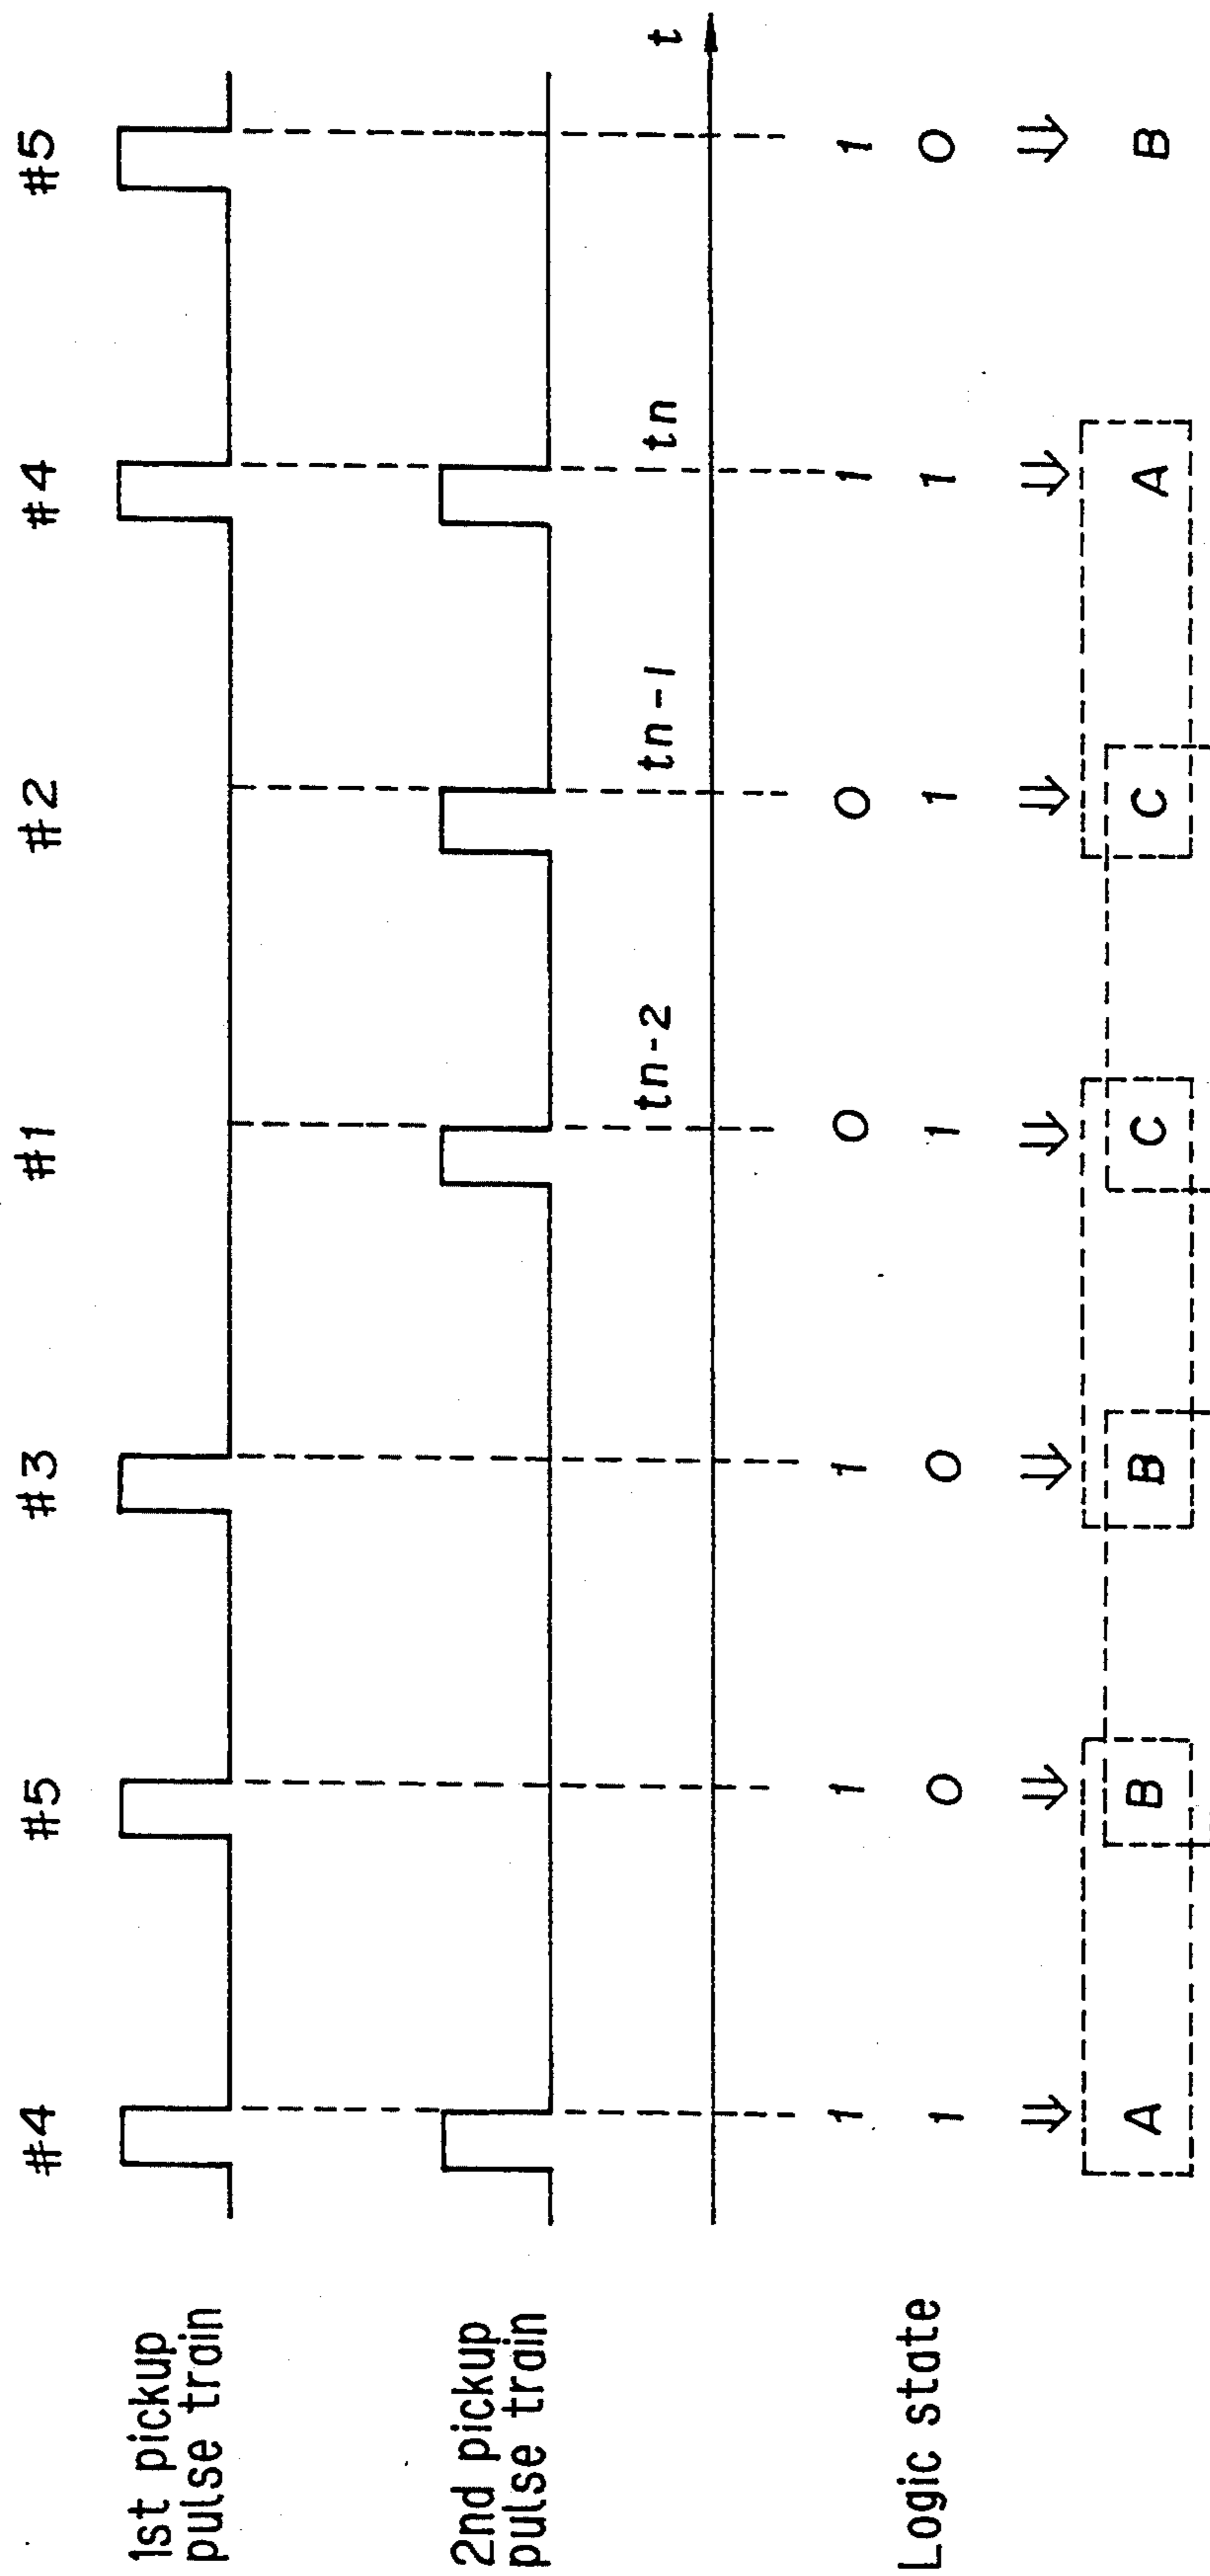 #4 #5 #3 #1 #2 #4 #5
1st pickup
pulse train
2nd pickup
pulse train
tn-2 tn-1 tn t
Logic state
1 1 1 0 0 1 1
1 0 0 1 1 1 0
⇒ ⇒ ⇒ ⇒ ⇒ ⇒ ⇒
A B B C C A B